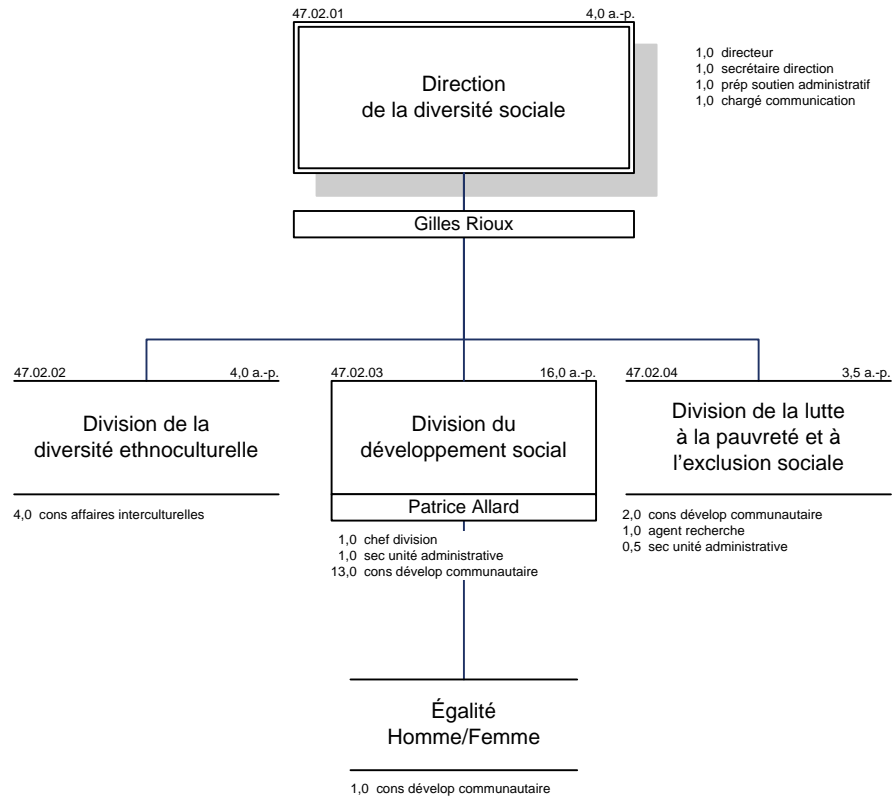 47.02.01 4,0 a.-p.
Direction
de la diversité sociale
1,0 directeur
1,0 secrétaire direction
1,0 prép soutien administratif
1,0 chargé communication
Gilles Rioux
47.02.02 4,0 a.-p.
Division de la
diversité ethnoculturelle
4,0 cons affaires interculturelles
47.02.03 16,0 a.-p.
Division du
développement social
Patrice Allard
1,0 chef division
1,0 sec unité administrative
13,0 cons dévelop communautaire
47.02.04 3,5 a.-p.
Division de la lutte
à la pauvreté et à
l’exclusion sociale
2,0 cons dévelop communautaire
1,0 agent recherche
0,5 sec unité administrative
Égalité
Homme/Femme
1,0 cons dévelop communautaire